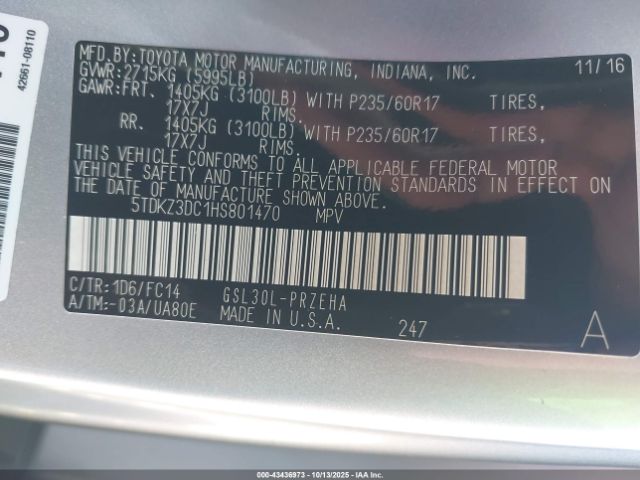 42661-08110
MFD.BY:TOYOTA MOTOR MANUFACTURING, INDIANA, INC. 11/16
GVWR:2715KG (5995LB)
GAWR:FRT. 1405KG (3100LB) WITH P235/60R17 TIRES,
17X7J RIMS.
RR. 1405KG (3100LB) WITH P235/60R17 TIRES,
17X7J RIMS.
THIS VEHICLE CONFORMS TO ALL APPLICABLE FEDERAL MOTOR
VEHICLE SAFETY AND THEFT PREVENTION STANDARDS IN EFFECT ON
THE DATE OF MANUFACTURE SHOWN ABOVE.
5TDKZ3DC1HS801470 MPV
C/TR:1D6/FC14 GSL30L-PRZEHA
A/TM:-03A/UA80E MADE IN U.S.A. 247 A
000-43436973 - 10/13/2025 - IAAI.COM